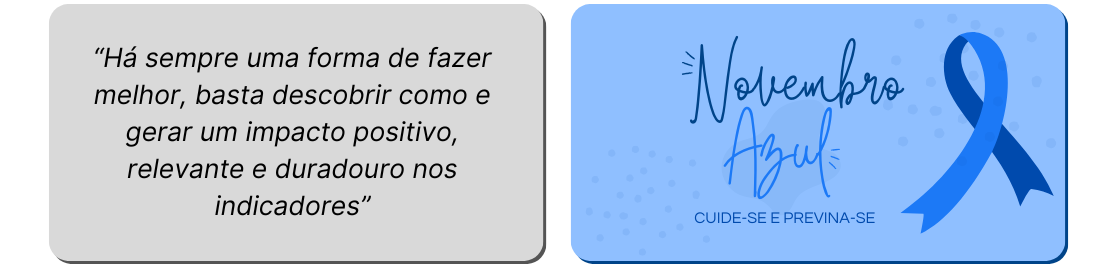 “Há sempre uma forma de fazer
melhor, basta descobrir como e
gerar um impacto positivo,
relevante e duradouro nos
indicadores”
Novembro
Azul
CUIDE-SE E PREVINA-SE